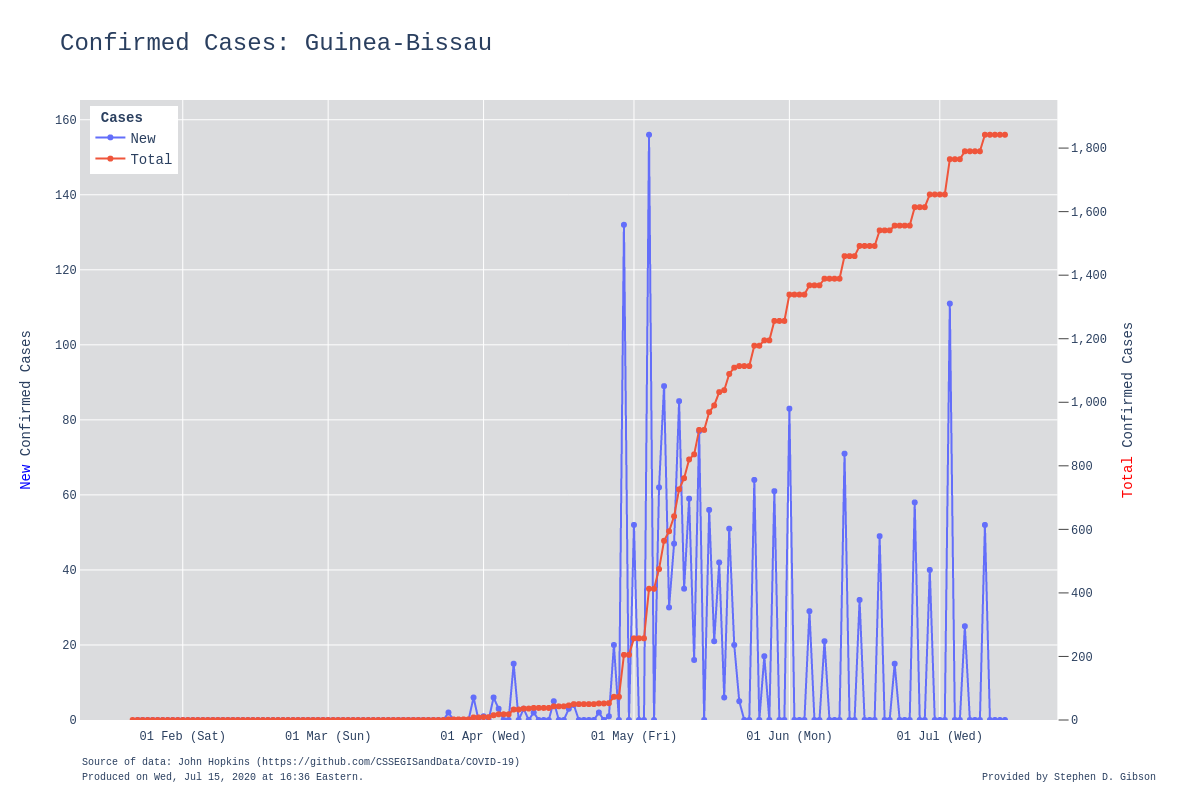 Confirmed Cases: Guinea-Bissau
Cases
New
Total
160
140
120
100
80
60
40
20
0
1,800
1,600
1,400
1,200
1,000
800
600
400
200
0
New Confirmed Cases
Total Confirmed Cases
01 Feb (Sat)
01 Mar (Sun)
01 Apr (Wed)
01 May (Fri)
01 Jun (Mon)
01 Jul (Wed)
Source of data: John Hopkins (https://github.com/CSSEGISandData/COVID-19)
Produced on Wed, Jul 15, 2020 at 16:36 Eastern.
Provided by Stephen D. Gibson